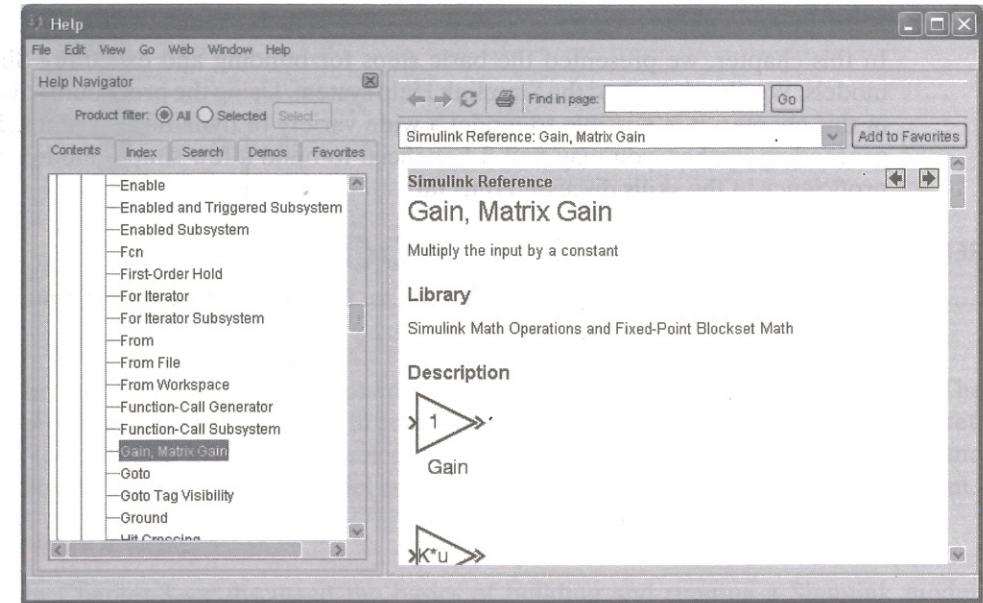 Help
File Edit View Go Web Window Help
Help Navigator
Product filter: All Selected Select...
Contents Index Search Demos Favorites
Enable
Enabled and Triggered Subsystem
Enabled Subsystem
Fcn
First-Order Hold
For Iterator
For Iterator Subsystem
From
From File
From Workspace
Function-Call Generator
Function-Call Subsystem
Gain, Matrix Gain
Goto
Goto Tag Visibility
Ground
Hit Crossing
Find in page: Go
Simulink Reference: Gain, Matrix Gain Add to Favorites
Simulink Reference
Gain, Matrix Gain
Multiply the input by a constant
Library
Simulink Math Operations and Fixed-Point Blockset Math
Description
1
Gain
K*u